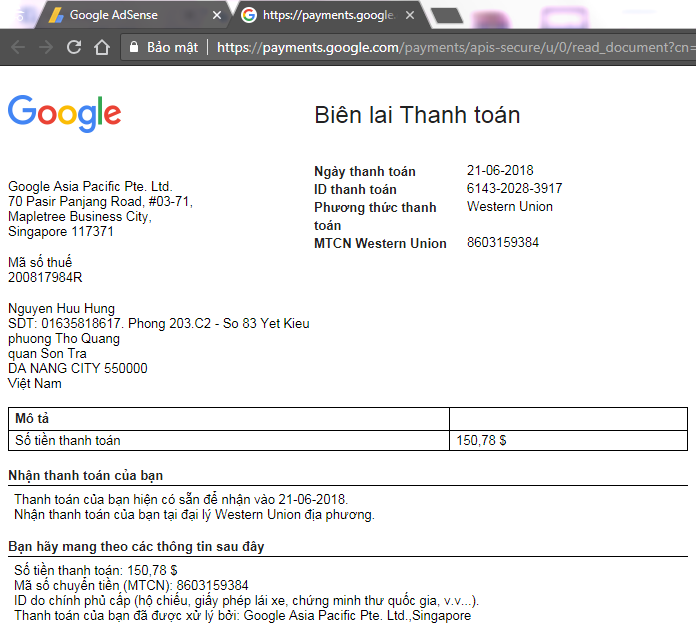 Google AdSense
https://payments.google.
Bảo mật
https://payments.google.com/payments/apis-secure/u/0/read_document?cn=
Google
Biên lai Thanh toán
Ngày thanh toán 21-06-2018
ID thanh toán 6143-2028-3917
Phương thức thanh toán Western Union
MTCN Western Union 8603159384
Google Asia Pacific Pte. Ltd.
70 Pasir Panjang Road, #03-71,
Mapletree Business City,
Singapore 117371
Mã số thuế
200817984R
Nguyen Huu Hung
SDT: 01635818617. Phong 203.C2 - So 83 Yet Kieu
phuong Tho Quang
quan Son Tra
DA NANG CITY 550000
Việt Nam
Mô tả
Số tiền thanh toán 150,78 $
Nhận thanh toán của bạn
Thanh toán của bạn hiện có sẵn để nhận vào 21-06-2018.
Nhận thanh toán của bạn tại đại lý Western Union địa phương.
Bạn hãy mang theo các thông tin sau đây
Số tiền thanh toán: 150,78 $
Mã số chuyển tiền (MTCN): 8603159384
ID do chính phủ cấp (hộ chiếu, giấy phép lái xe, chứng minh thư quốc gia, v.v...).
Thanh toán của bạn đã được xử lý bởi: Google Asia Pacific Pte. Ltd.,Singapore